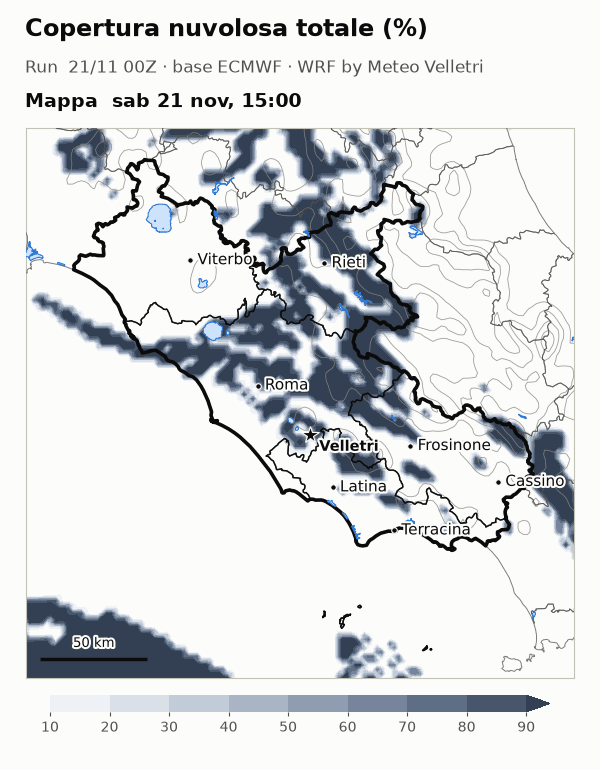 Copertura nuvolosa totale (%)
Run  21/11 00Z · base ECMWF · WRF by Meteo Velletri
Mappa  sab 21 nov, 15:00
Viterbo
Rieti
Roma
Velletri
Frosinone
Cassino
Latina
Terracina
50 km
10 20 30 40 50 60 70 80 90